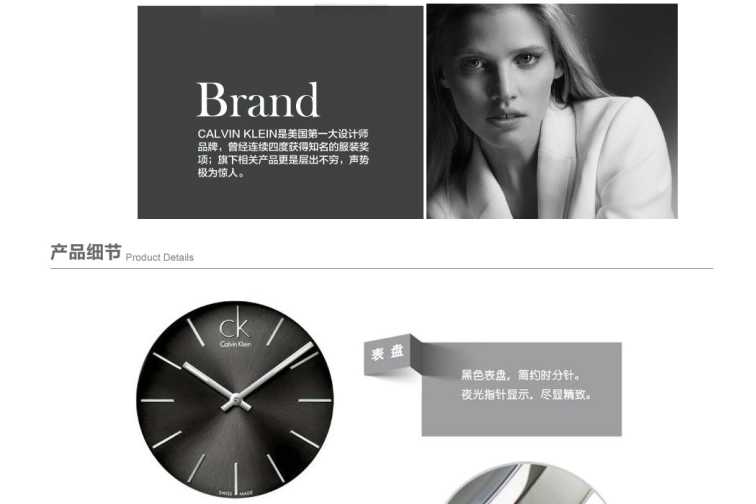 Brand
CALVIN KLEIN是美国第一大设计师
品牌，曾经连续四度获得知名的服装奖
项；旗下相关产品更是层出不穷，声势
极为惊人。
产品细节 Product Details
CK
Calvin Klein
表 盘
黑色表盘，简约时分针。
夜光指针显示，尽显精致。
SWISS MADE